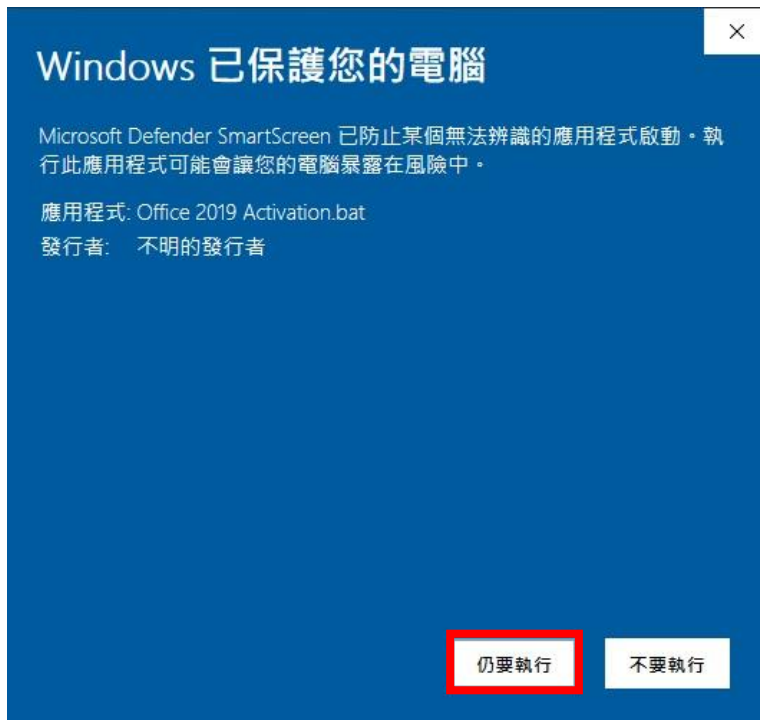 Windows 已保護您的電腦
Microsoft Defender SmartScreen 已防止某個無法辨識的應用程式啟動。執
行此應用程式可能會讓您的電腦暴露在風險中。
應用程式: Office 2019 Activation.bat
發行者: 不明的發行者
仍要執行 不要執行